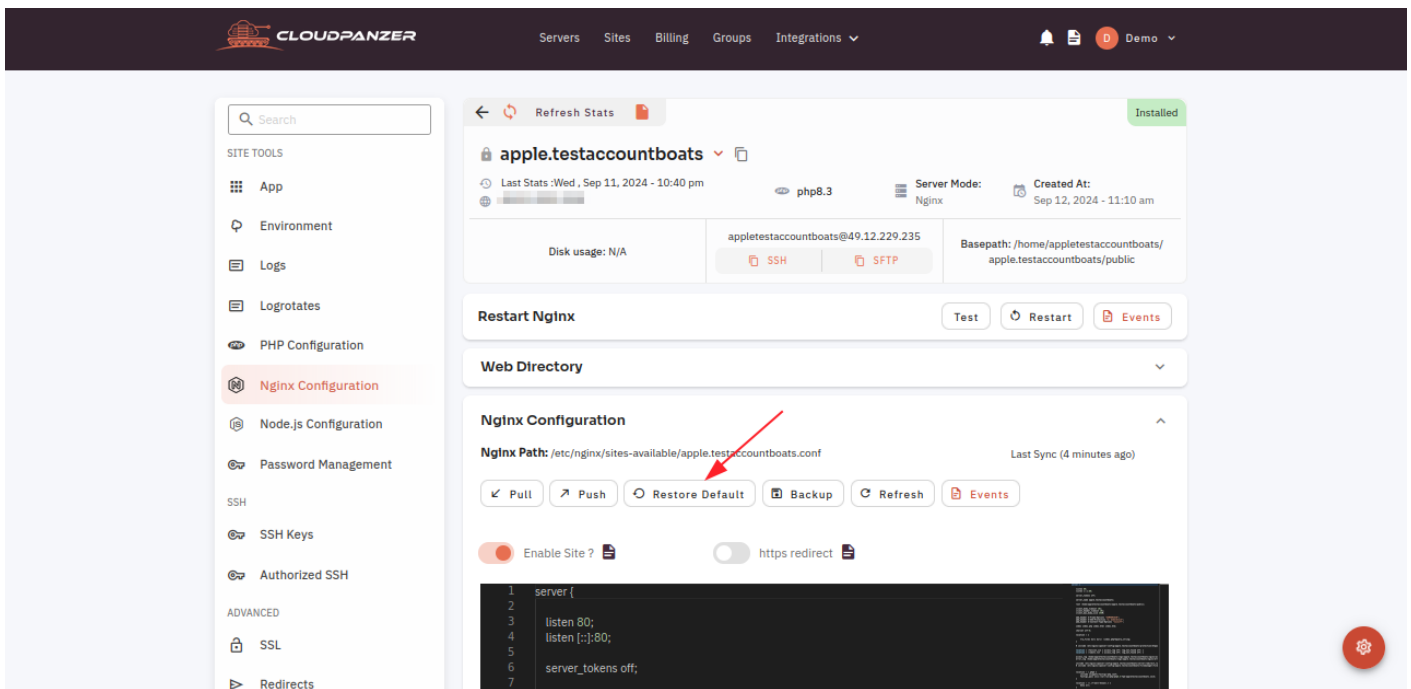 CLOUDPANZER
Servers Sites Billing Groups Integrations
D Demo
Search
SITE TOOLS
App
Environment
Logs
Logrotates
PHP Configuration
Nginx Configuration
Node.js Configuration
Password Management
SSH
SSH Keys
Authorized SSH
ADVANCED
SSL
Redirects
Refresh Stats
Installed
apple.testaccountboats
Last Stats :Wed , Sep 11, 2024 - 10:40 pm
php8.3
Server Mode:
Nginx
Created At:
Sep 12, 2024 - 11:10 am
Disk usage: N/A
appletestaccountboats@49.12.229.235
SSH SFTP
Basepath: /home/appletestaccountboats/
apple.testaccountboats/public
Restart Nginx
Test Restart Events
Web Directory
Nginx Configuration
Nginx Path: /etc/nginx/sites-available/apple.testaccountboats.conf
Last Sync (4 minutes ago)
Pull Push Restore Default Backup Refresh Events
Enable Site ? https redirect
1 server {
2
3 listen 80;
4 listen [::]:80;
5
6 server_tokens off;
7